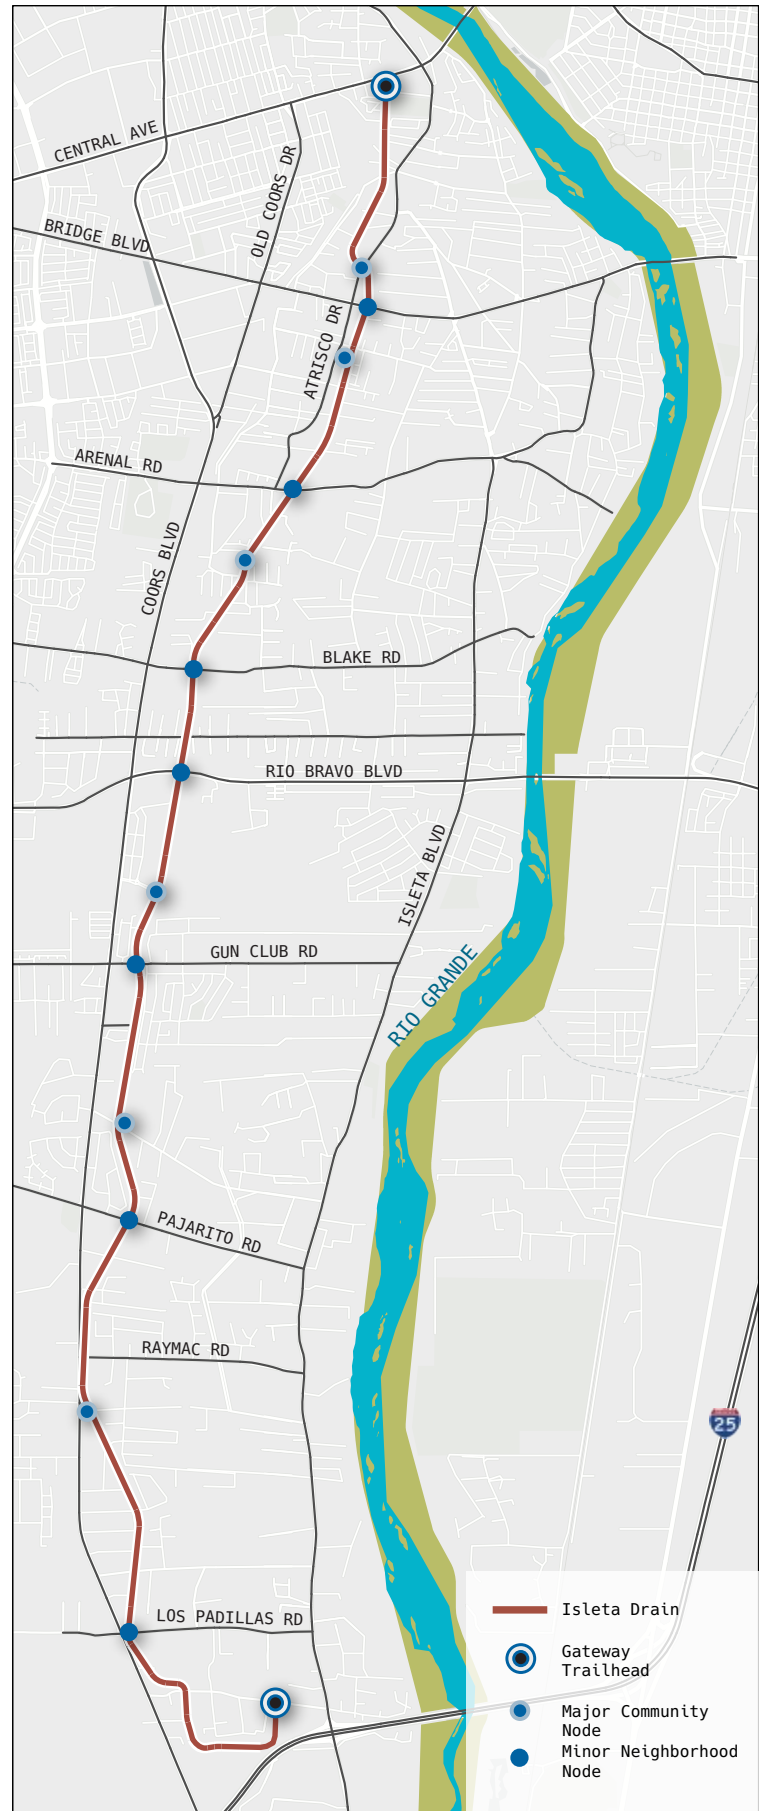 CENTRAL AVE
OLD COORS DR
BRIDGE BLVD
ATRISCO DR
ARENAL RD
COORS BLVD
BLAKE RD
RIO BRAVO BLVD
ISLETA BLVD
GUN CLUB RD
RIO GRANDE
PAJARITO RD
RAYMAC RD
25
LOS PADILLAS RD
Isleta Drain
Gateway
Trailhead
Major Community
Node
Minor Neighborhood
Node